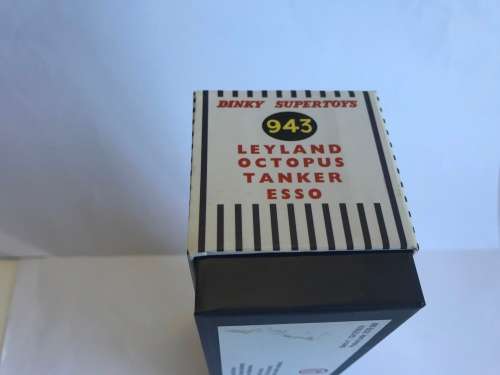 DINKY SUPERTOYS
943
LEYLAND
OCTOPUS
TANKER
ESSO